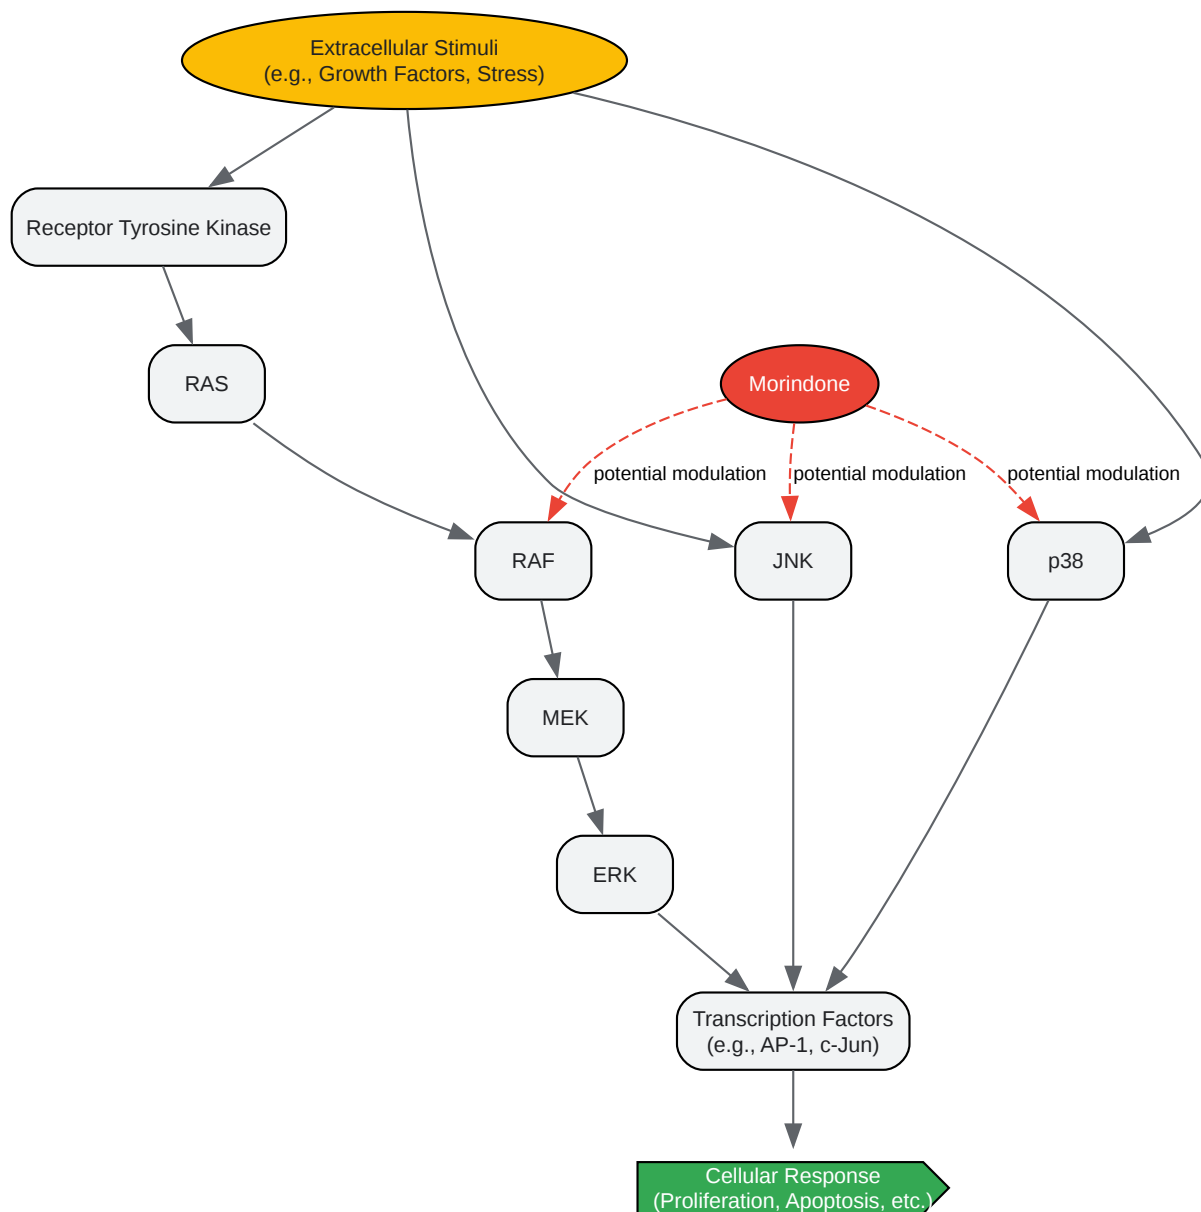 Extracellular Stimuli
(e.g., Growth Factors, Stress)
Receptor Tyrosine Kinase
RAS
Morindone
potential modulation
potential modulation
potential modulation
RAF
JNK
p38
MEK
ERK
Transcription Factors
(e.g., AP-1, c-Jun)
Cellular Response
(Proliferation, Apoptosis, etc.)